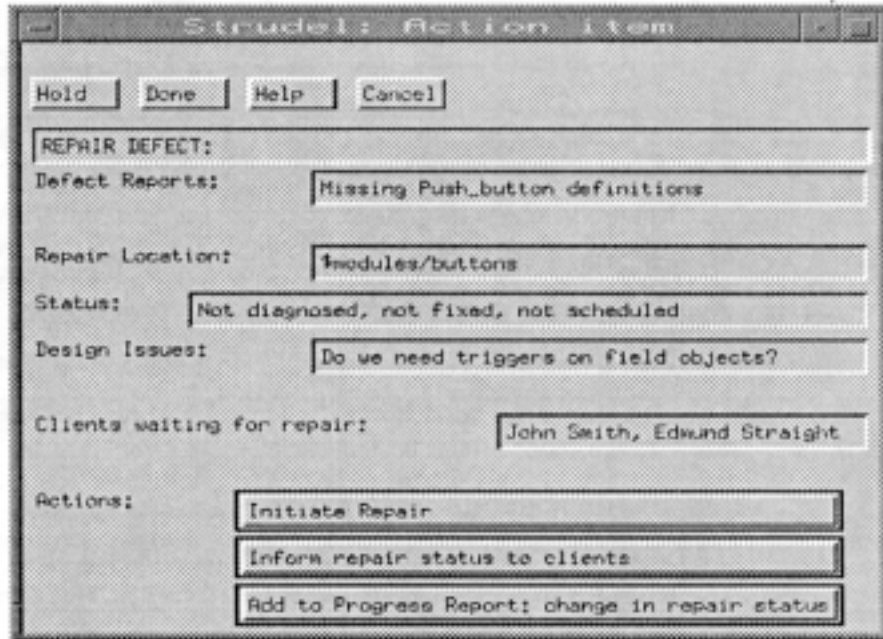 Strudel: Action item
Hold Done Help Cancel
REPAIR DEFECT:
Defect Reports: Missing Push_button definitions
Repair Location: $modules/buttons
Status: Not diagnosed, not fixed, not scheduled
Design Issues: Do we need triggers on field objects?
Clients waiting for repair: John Smith, Edmund Straight
Actions: Initiate Repair
Inform repair status to clients
Add to Progress Report: change in repair status